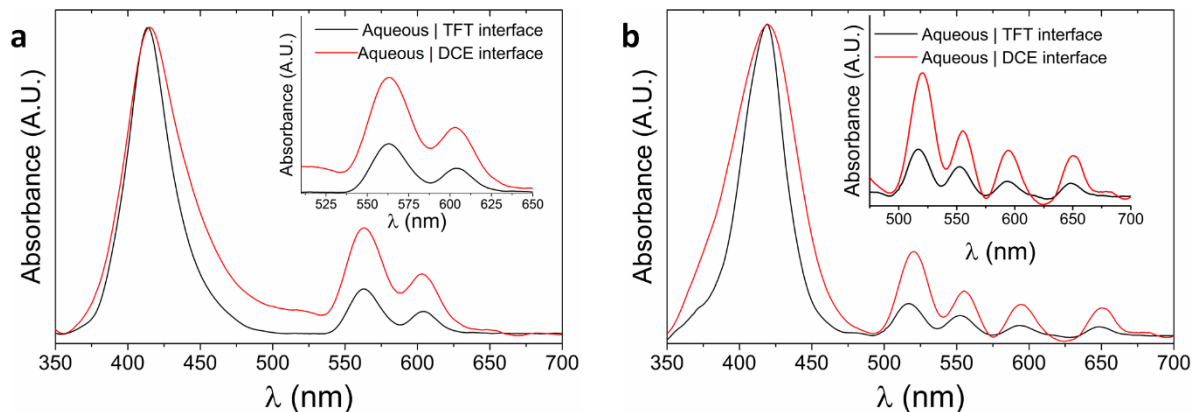 a
Absorbance (A.U.)
350 400 450 500 550 600 650 700
λ (nm)
Aqueous | TFT interface
Aqueous | DCE interface
Absorbance (A.U.)
525 550 575 600 625 650
λ (nm)
b
Absorbance (A.U.)
350 400 450 500 550 600 650 700
λ (nm)
Aqueous | TFT interface
Aqueous | DCE interface
Absorbance (A.U.)
500 550 600 650 700
λ (nm)